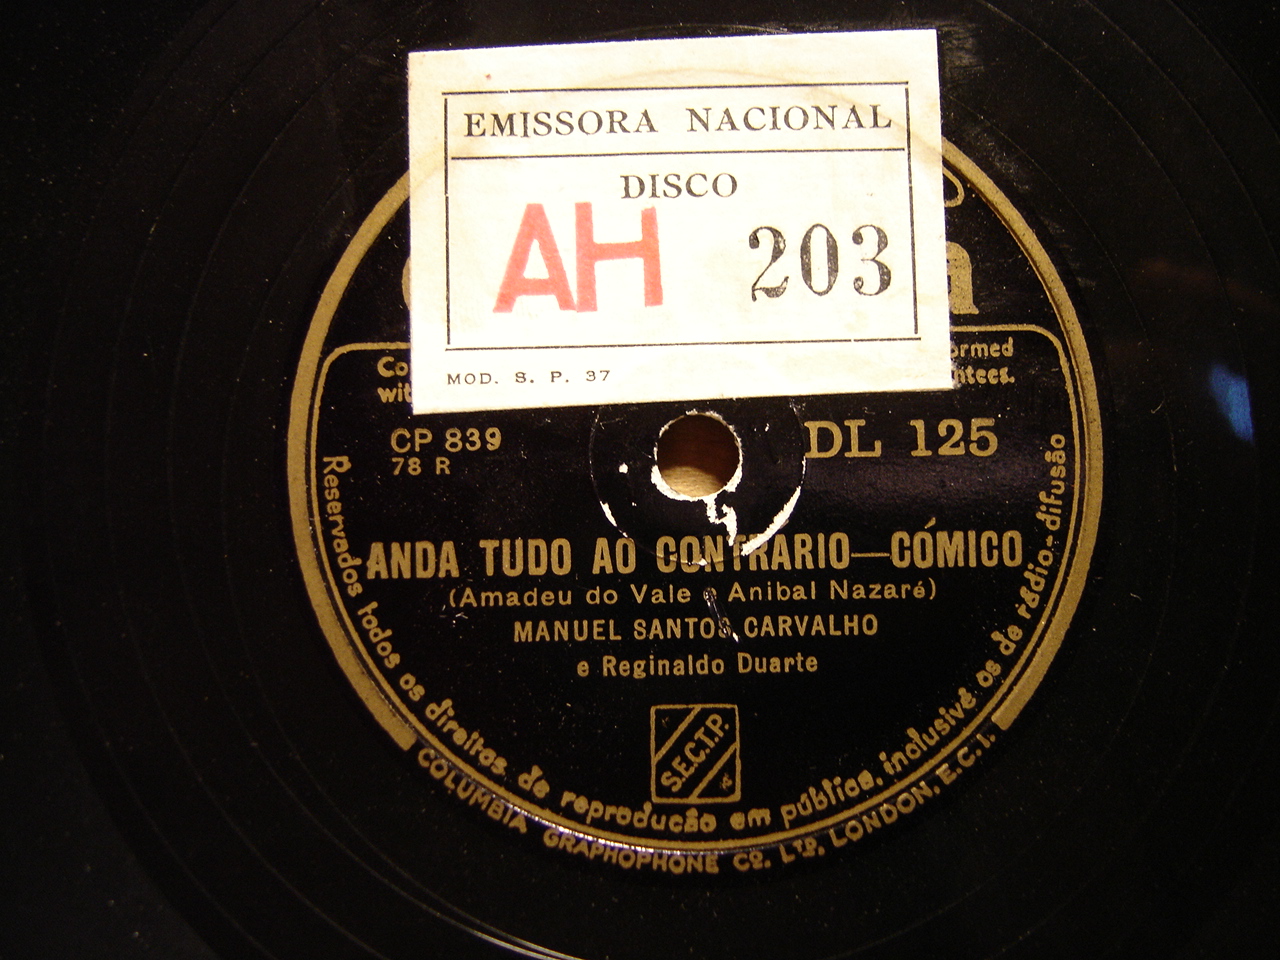 EMISSORA NACIONAL
DISCO
AH 203
MOD. S. P. 37
CP 839
78 R
DL 125
ANDA TUDO AO CONTRARIO—CÓMICO
(Amadeu do Vale e Anibal Nazaré)
MANUEL SANTOS CARVALHO
e Reginaldo Duarte
S.E.C.T.P.
Reservados todos os direitos de reprodução em pública, inclusivé os de rádio-difusão
COLUMBIA GRAPHOPHONE Co. LTD. LONDON, E.C.1.